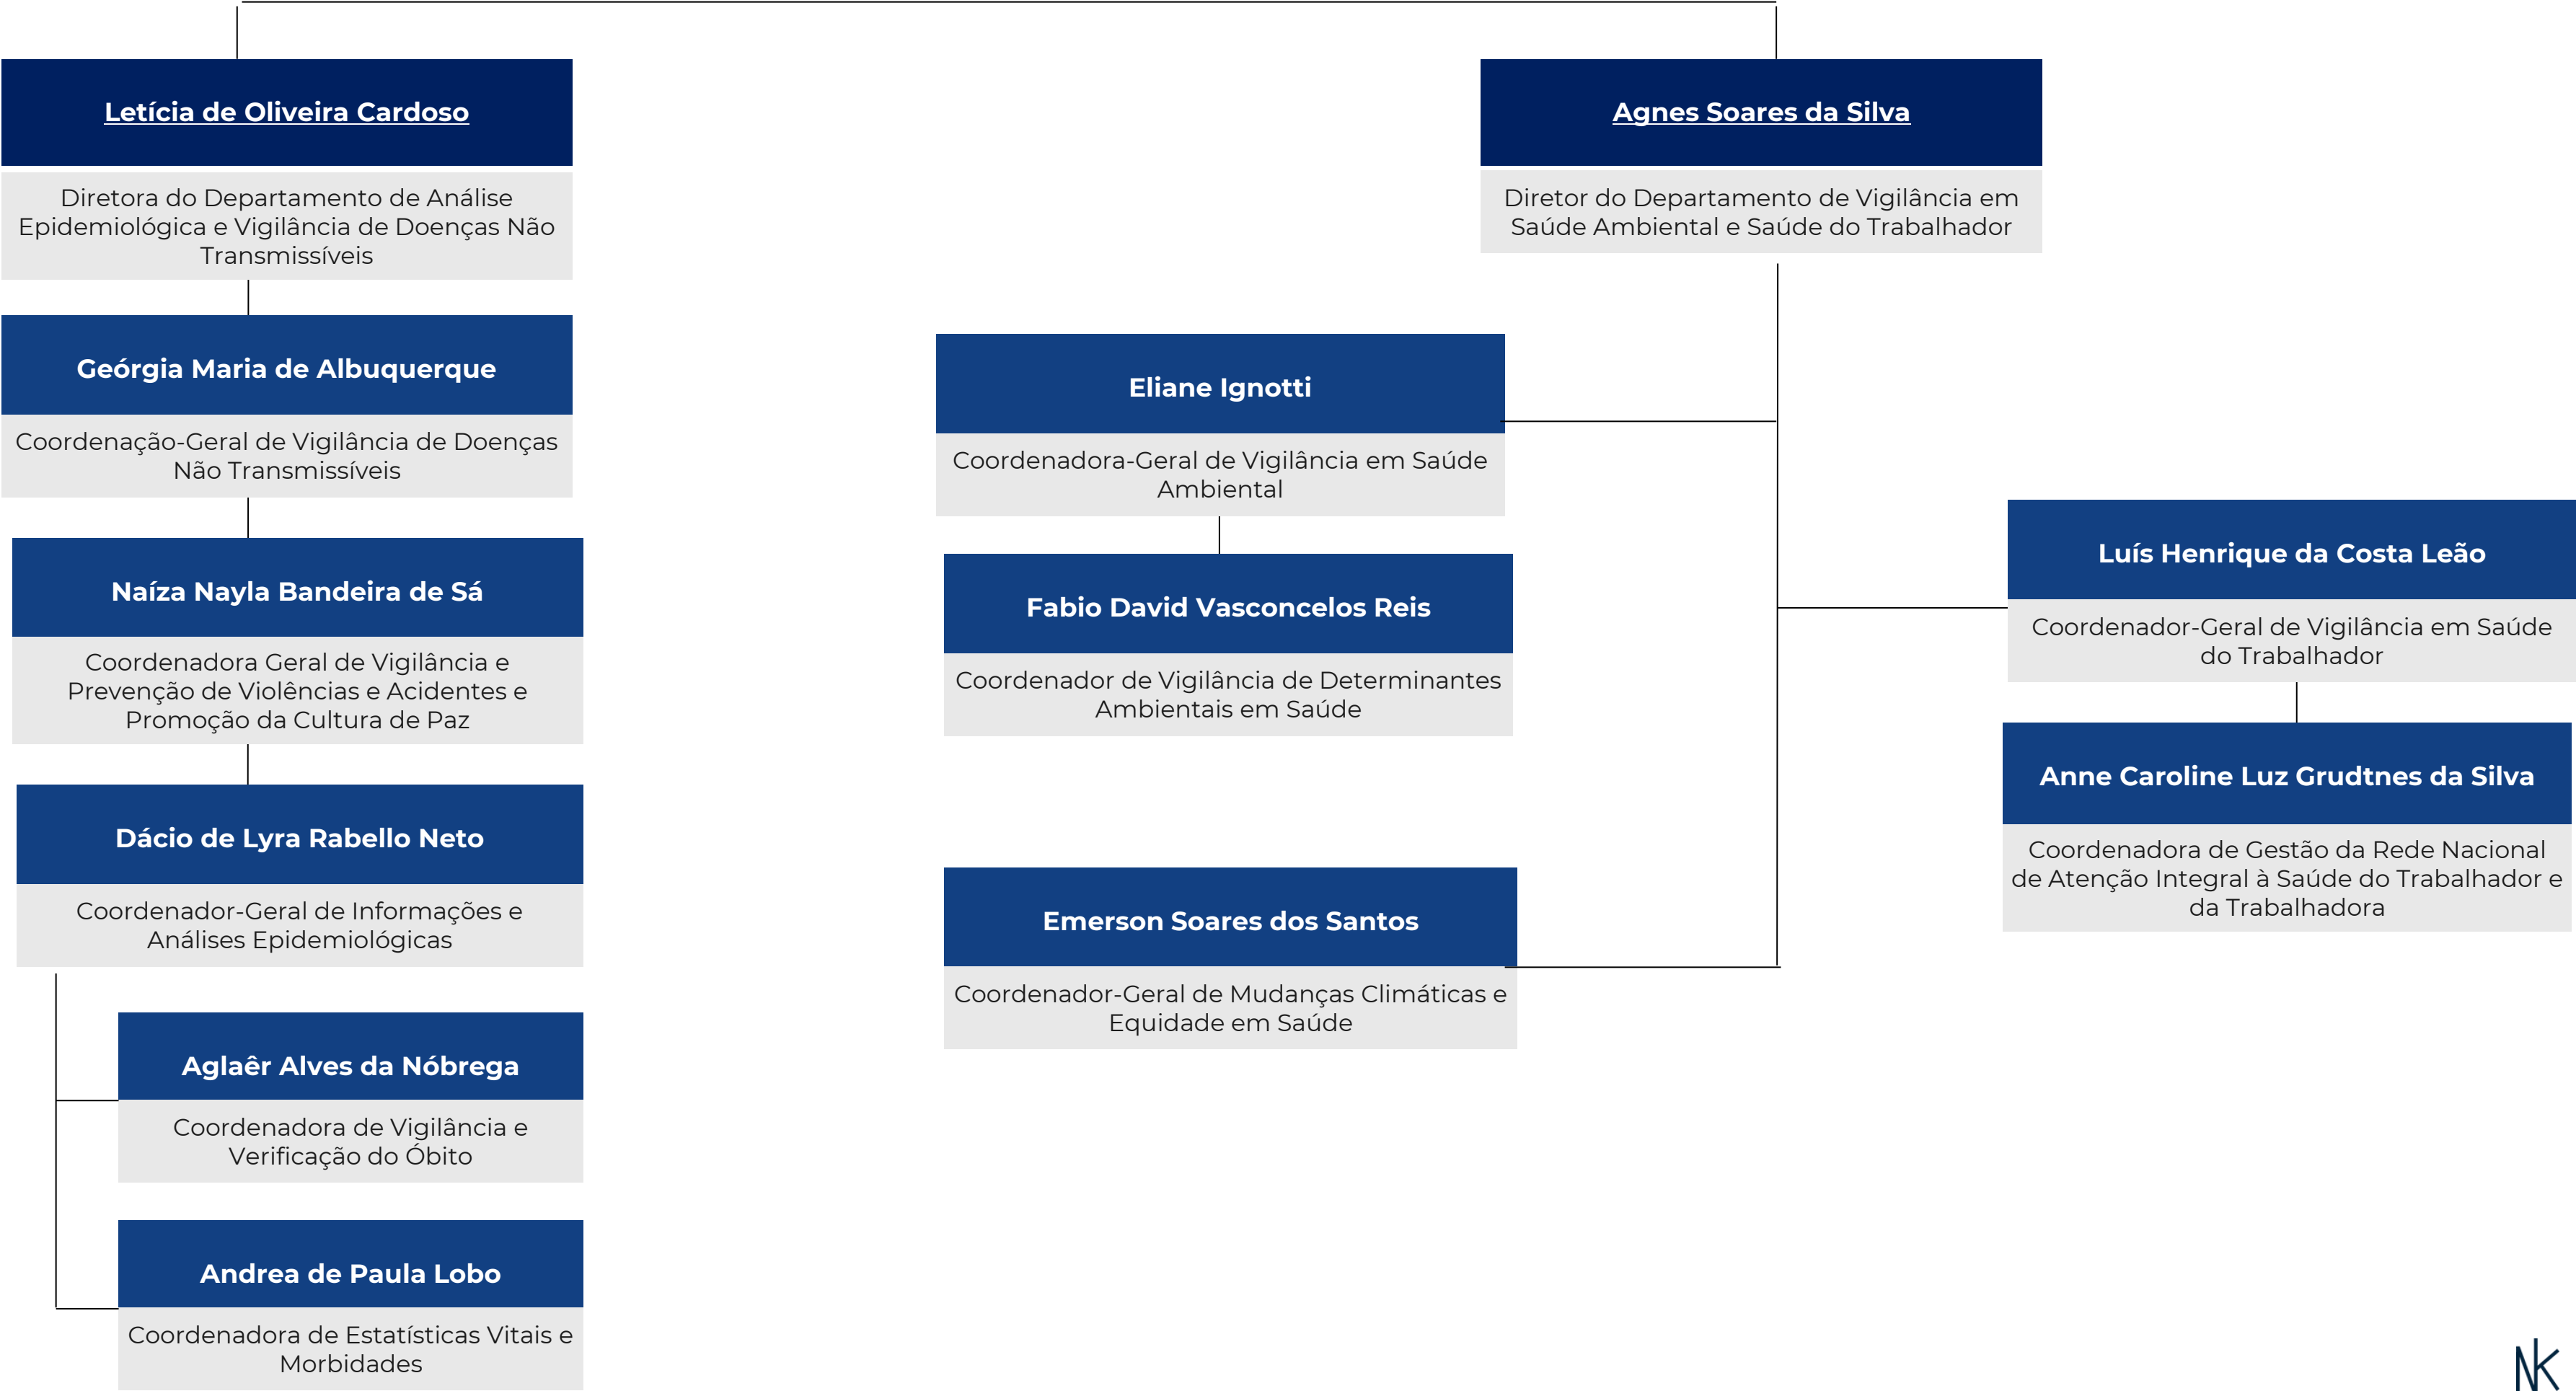 Letícia de Oliveira Cardoso
Diretora do Departamento de Análise
Epidemiológica e Vigilância de Doenças Não
Transmissíveis
Geórgia Maria de Albuquerque
Coordenação-Geral de Vigilância de Doenças
Não Transmissíveis
Naíza Nayla Bandeira de Sá
Coordenadora Geral de Vigilância e
Prevenção de Violências e Acidentes e
Promoção da Cultura de Paz
Dácio de Lyra Rabello Neto
Coordenador-Geral de Informações e
Análises Epidemiológicas
Aglaêr Alves da Nóbrega
Coordenadora de Vigilância e
Verificação do Óbito
Andrea de Paula Lobo
Coordenadora de Estatísticas Vitais e
Morbidades
Agnes Soares da Silva
Diretor do Departamento de Vigilância em
Saúde Ambiental e Saúde do Trabalhador
Eliane Ignotti
Coordenadora-Geral de Vigilância em Saúde
Ambiental
Fabio David Vasconcelos Reis
Coordenador de Vigilância de Determinantes
Ambientais em Saúde
Emerson Soares dos Santos
Coordenador-Geral de Mudanças Climáticas e
Equidade em Saúde
Luís Henrique da Costa Leão
Coordenador-Geral de Vigilância em Saúde
do Trabalhador
Anne Caroline Luz Grudtnes da Silva
Coordenadora de Gestão da Rede Nacional
de Atenção Integral à Saúde do Trabalhador e
da Trabalhadora
NK